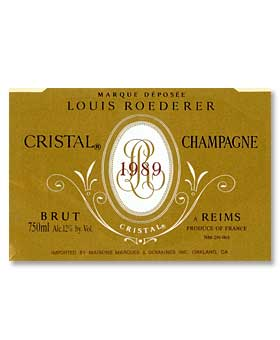 MARQUE DÉPOSÉE
LOUIS ROEDERER
CRISTAL® CHAMPAGNE
1989
BRUT
750ml Alc.12% by. Vol.
CRISTAL®
A REIMS
PRODUCE OF FRANCE
IMPORTED BY MAISONS MARQUES & DOMAINES INC. OAKLAND, CA